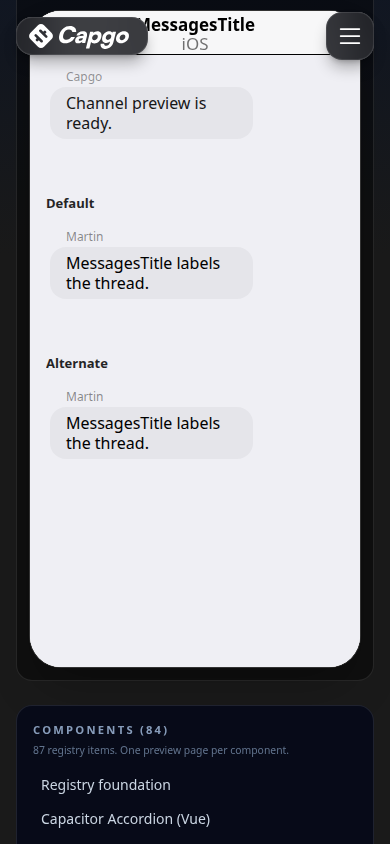 Capgo
MessagesTitle
iOS
Capgo
Channel preview is
ready.
Default
Martin
MessagesTitle labels
the thread.
Alternate
Martin
MessagesTitle labels
the thread.
COMPONENTS (84)
87 registry items. One preview page per component.
Registry foundation
Capacitor Accordion (Vue)